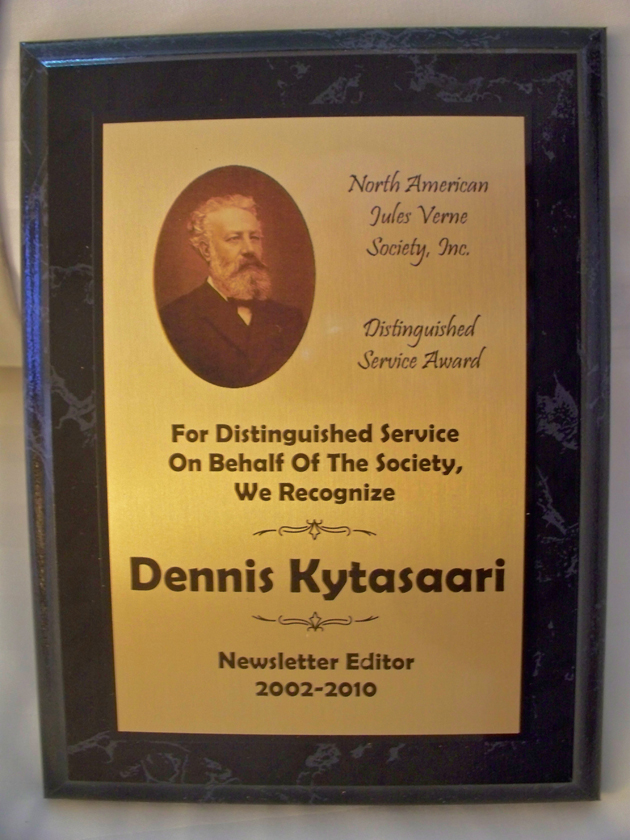 North American
Jules Verne
Society, Inc.
Distinguished
Service Award
For Distinguished Service
On Behalf Of The Society,
We Recognize
Dennis Kytasaari
Newsletter Editor
2002-2010